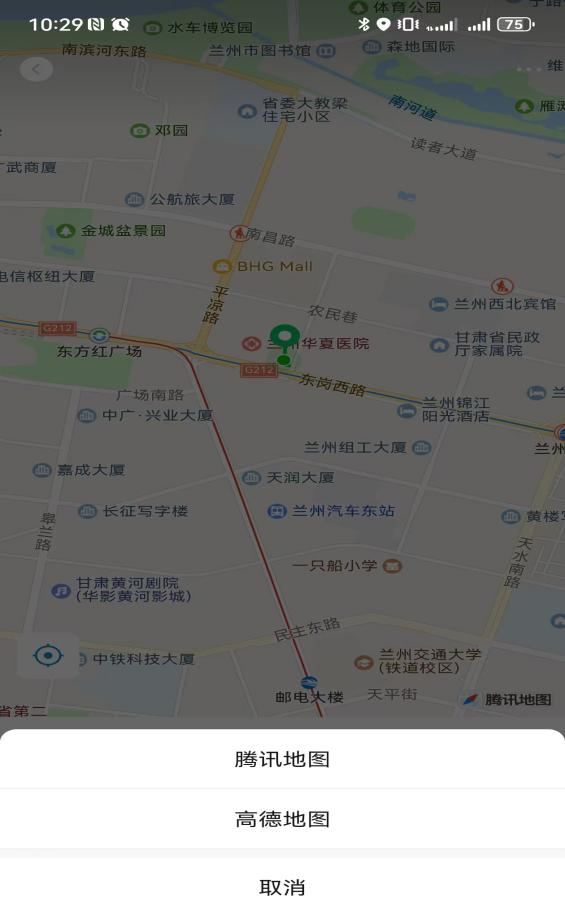 体育公园
10:29
75
水车博览园
南滨河东路
兰州市图书馆
森地国际
维
省委大教梁
住宅小区
南河道
雁滩
邓园
读者大道
广武商厦
公航旅大厦
金城盆景园
南昌路
BHG Mall
电信枢纽大厦
平凉路
农民巷
兰州西北宾馆
G212
兰州华夏医院
甘肃省民政
厅家属院
东方红广场
G212
东岗西路
广场南路
兰
兰州锦江
阳光酒店
中广·兴业大厦
兰州组工大厦
兰州
嘉成大厦
天润大厦
长征写字楼
兰州汽车东站
黄楼写
皋兰路
天水南路
一只船小学
甘肃黄河剧院
(华影黄河影城)
民主东路
中铁科技大厦
兰州交通大学
(铁道校区)
邮电大楼
天平街
腾讯地图
省第二
腾讯地图
高德地图
取消